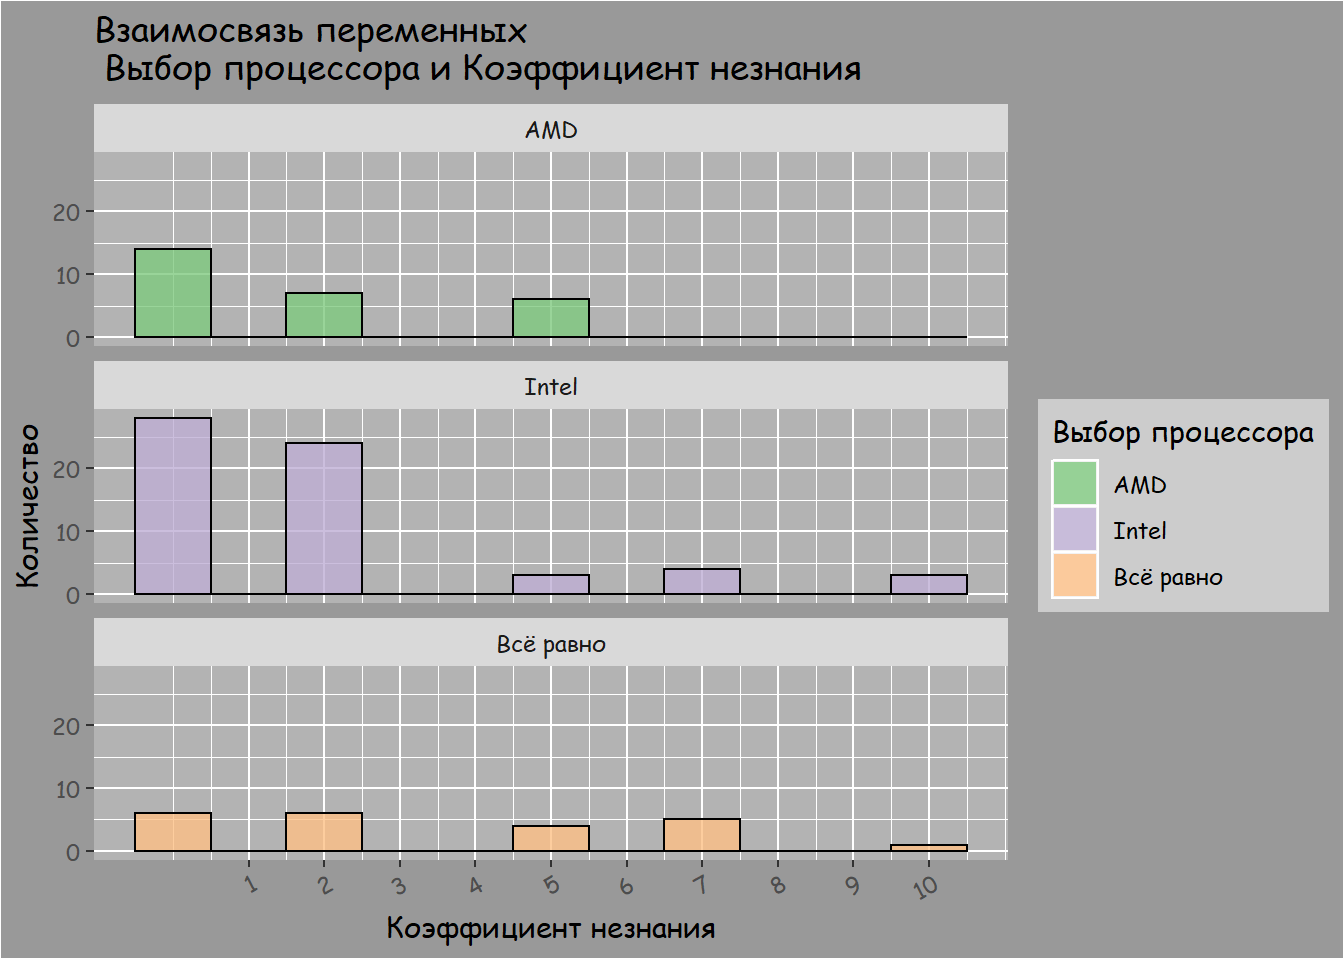 Взаимосвязь переменных
Выбор процессора и Коэффициент незнания
AMD
20
10
0
Intel
20
10
0
Всё равно
20
10
0
1 2 3 4 5 6 7 8 9 10
Коэффициент незнания
Количество
Выбор процессора
AMD
Intel
Всё равно